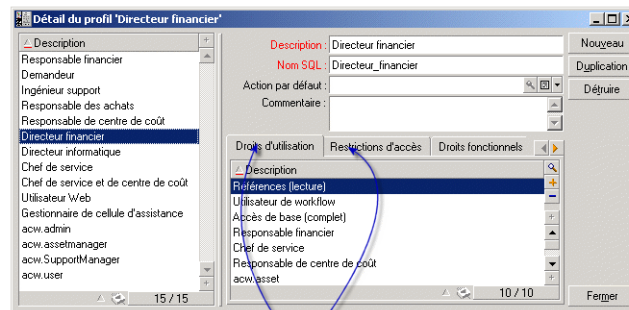 Détail du profil 'Directeur financier'
Description
Responsable financier
Demandeur
Ingénieur support
Responsable des achats
Responsable de centre de coût
Directeur financier
Directeur informatique
Chef de service
Chef de service et de centre de coût
Utilisateur Web
Gestionnaire de cellule d'assistance
acw.admin
acw.assetmanager
acw.SupportManager
acw.user
15 / 15
Description : Directeur financier
Nom SQL : Directeur_financier
Action par défaut :
Commentaire :
Droits d'utilisation Restrictions d'accès Droits fonctionnels
Description
Références (lecture)
Utilisateur de workflow
Accès de base (complet)
Responsable financier
Chef de service
Responsable de centre de coût
acw.asset
10 / 10
Nouveau
Duplication
Détruire
Fermer